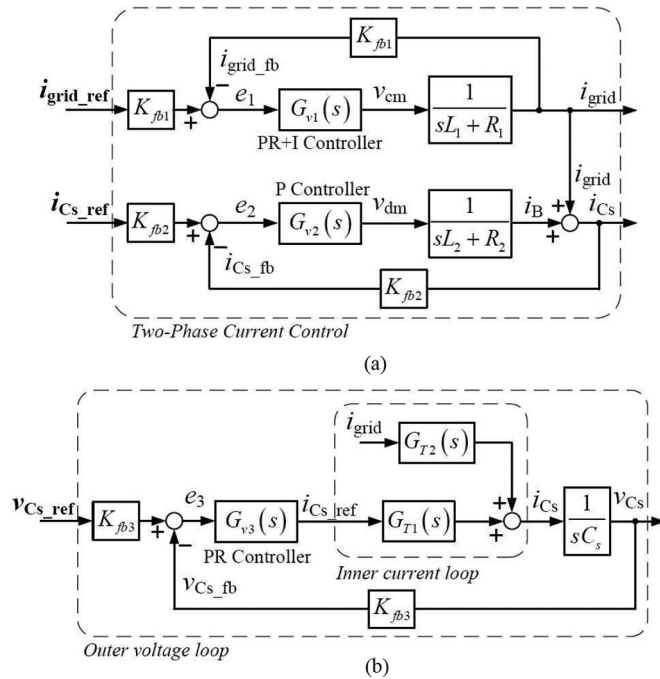 K_fb1
i_grid_fb
i_grid_ref
K_fb1
e_1
G_v1(s)
v_cm
1
sL_1 + R_1
i_grid
−
+
PR+I Controller
i_grid
i_Cs_ref
K_fb2
e_2
P Controller
G_v2(s)
v_dm
1
sL_2 + R_2
i_B
+
+
i_Cs
+
−
i_Cs_fb
K_fb2
Two-Phase Current Control
(a)
i_grid
G_T2(s)
v_Cs_ref
K_fb3
e_3
G_v3(s)
i_Cs_ref
G_T1(s)
+
+
i_Cs
1
sC_s
v_Cs
+
−
PR Controller
Inner current loop
v_Cs_fb
K_fb3
Outer voltage loop
(b)